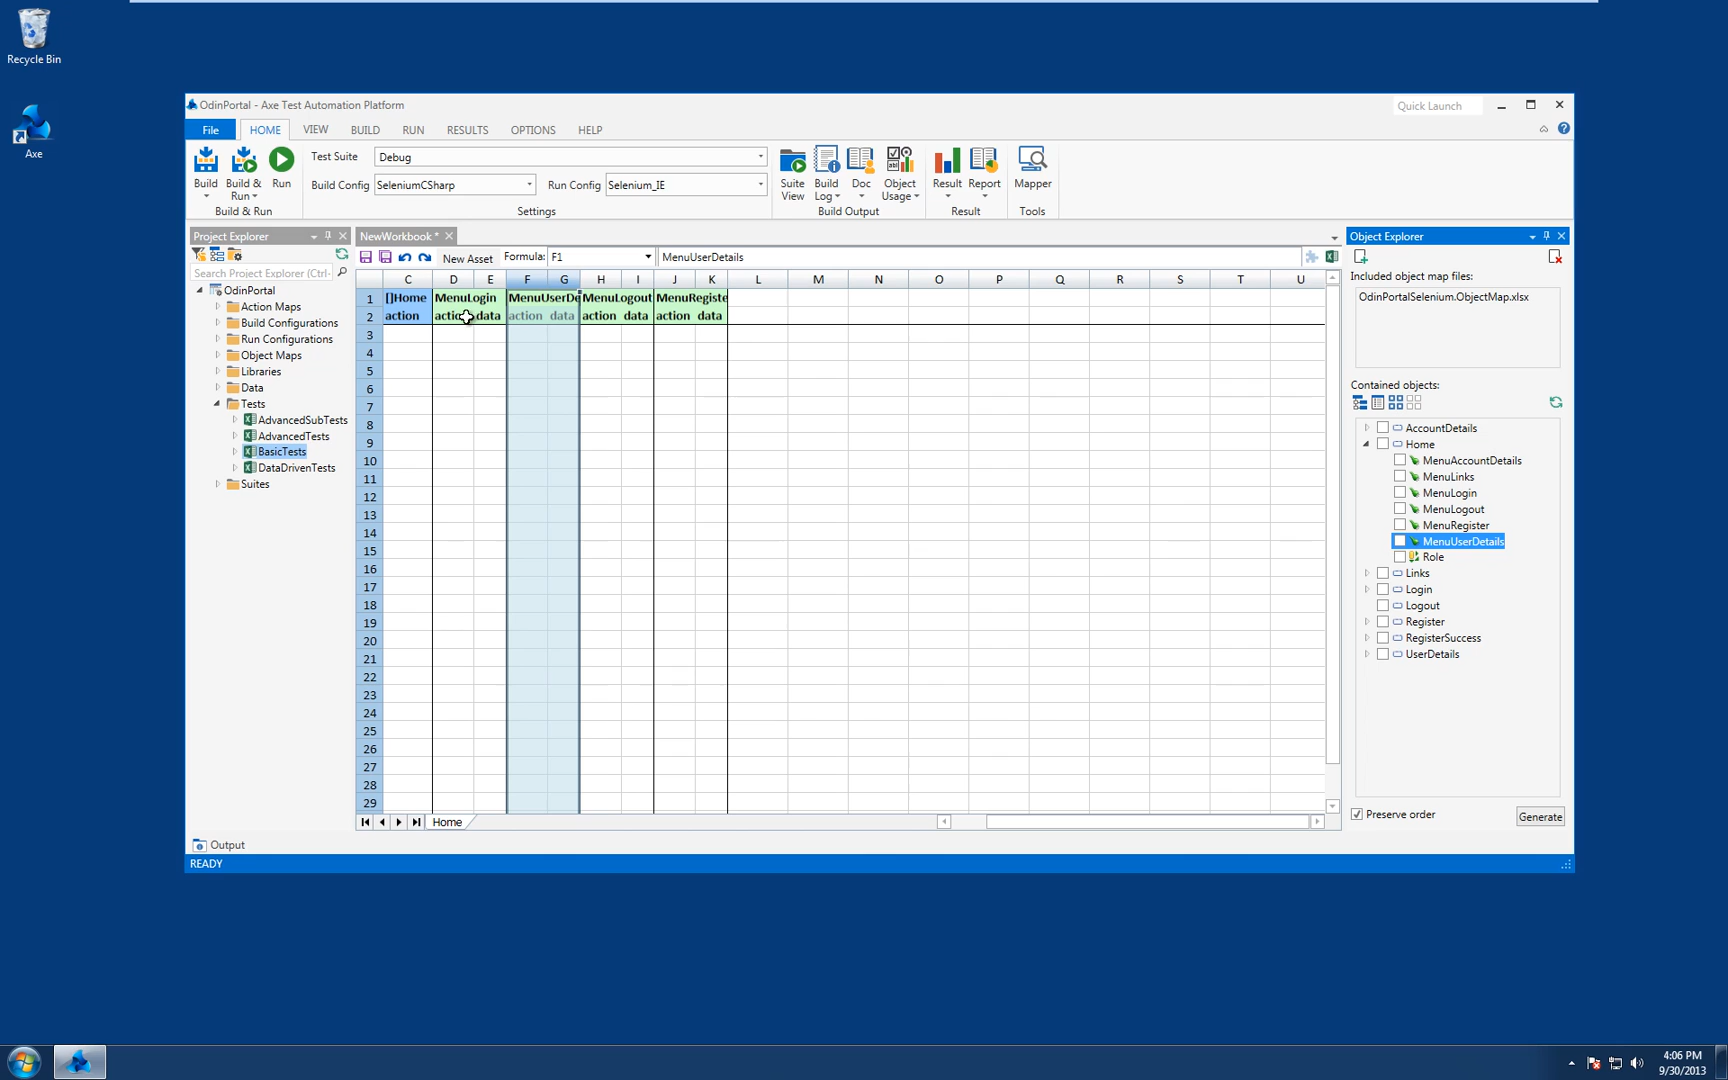 Recycle Bin
Axe
OdinPortal - Axe Test Automation Platform
Quick Launch
File HOME VIEW BUILD RUN RESULTS OPTIONS HELP
Test Suite Debug
Build Config SeleniumCSharp Run Config Selenium_IE
Build Build & Run Run
Suite View Build Log Doc Object Usage Result Report Mapper
Build & Run Settings Build Output Result Tools
Project Explorer
Search Project Explorer (Ctrl-
OdinPortal
Action Maps
Build Configurations
Run Configurations
Object Maps
Libraries
Data
Tests
AdvancedSubTests
AdvancedTests
BasicTests
DataDrivenTests
Suites
NewWorkbook *
New Asset Formula: F1 MenuUserDetails
C D E F G H I J K L M N O P Q R S T U
1 []Home MenuLogin MenuUserDe MenuLogout MenuRegiste
2 action action data action data action data action data
3
4
5
6
7
8
9
10
11
12
13
14
15
16
17
18
19
20
21
22
23
24
25
26
27
28
29
Home
Object Explorer
Included object map files:
OdinPortalSelenium.ObjectMap.xlsx
Contained objects:
AccountDetails
Home
MenuAccountDetails
MenuLinks
MenuLogin
MenuLogout
MenuRegister
MenuUserDetails
Role
Links
Login
Logout
Register
RegisterSuccess
UserDetails
Preserve order Generate
Output
READY
4:06 PM
9/30/2013